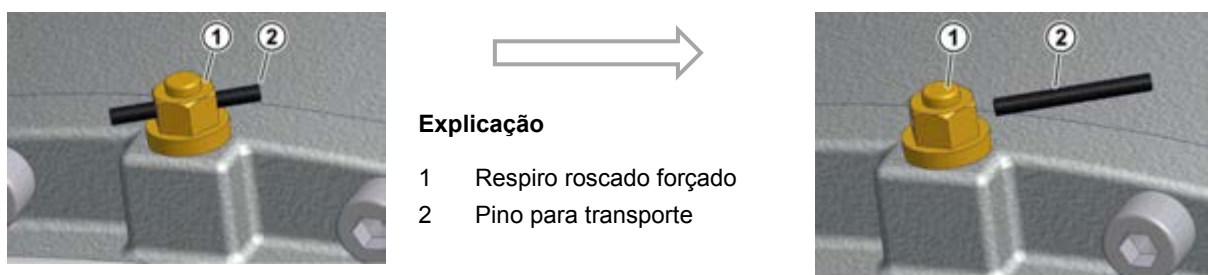 1 2
1 2
Explicação
1 Respiro roscado forçado
2 Pino para transporte